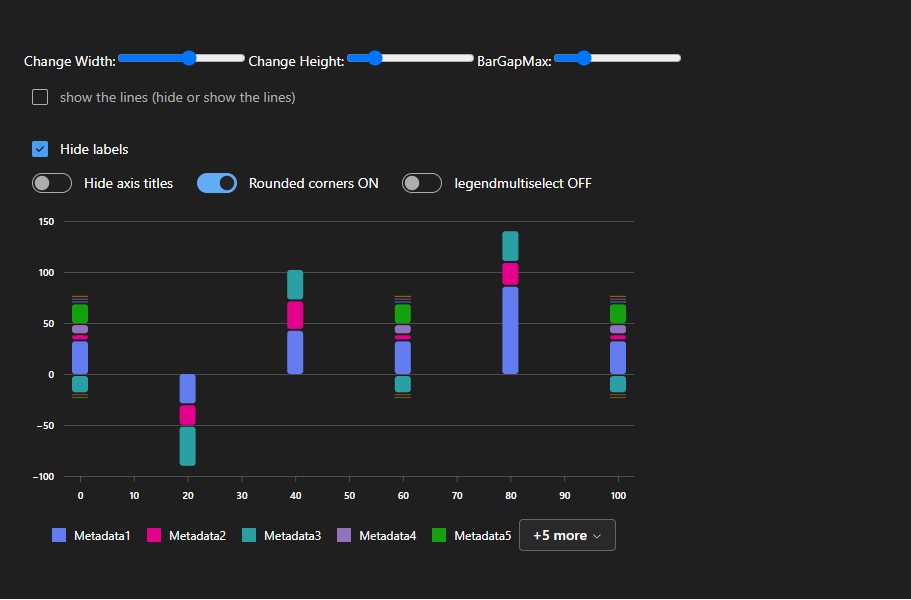 Change Width: Change Height: BarGapMax:
show the lines (hide or show the lines)
Hide labels
Hide axis titles Rounded corners ON legendmultiselect OFF
150
100
50
0
−50
−100
0 10 20 30 40 50 60 70 80 90 100
Metadata1 Metadata2 Metadata3 Metadata4 Metadata5 +5 more